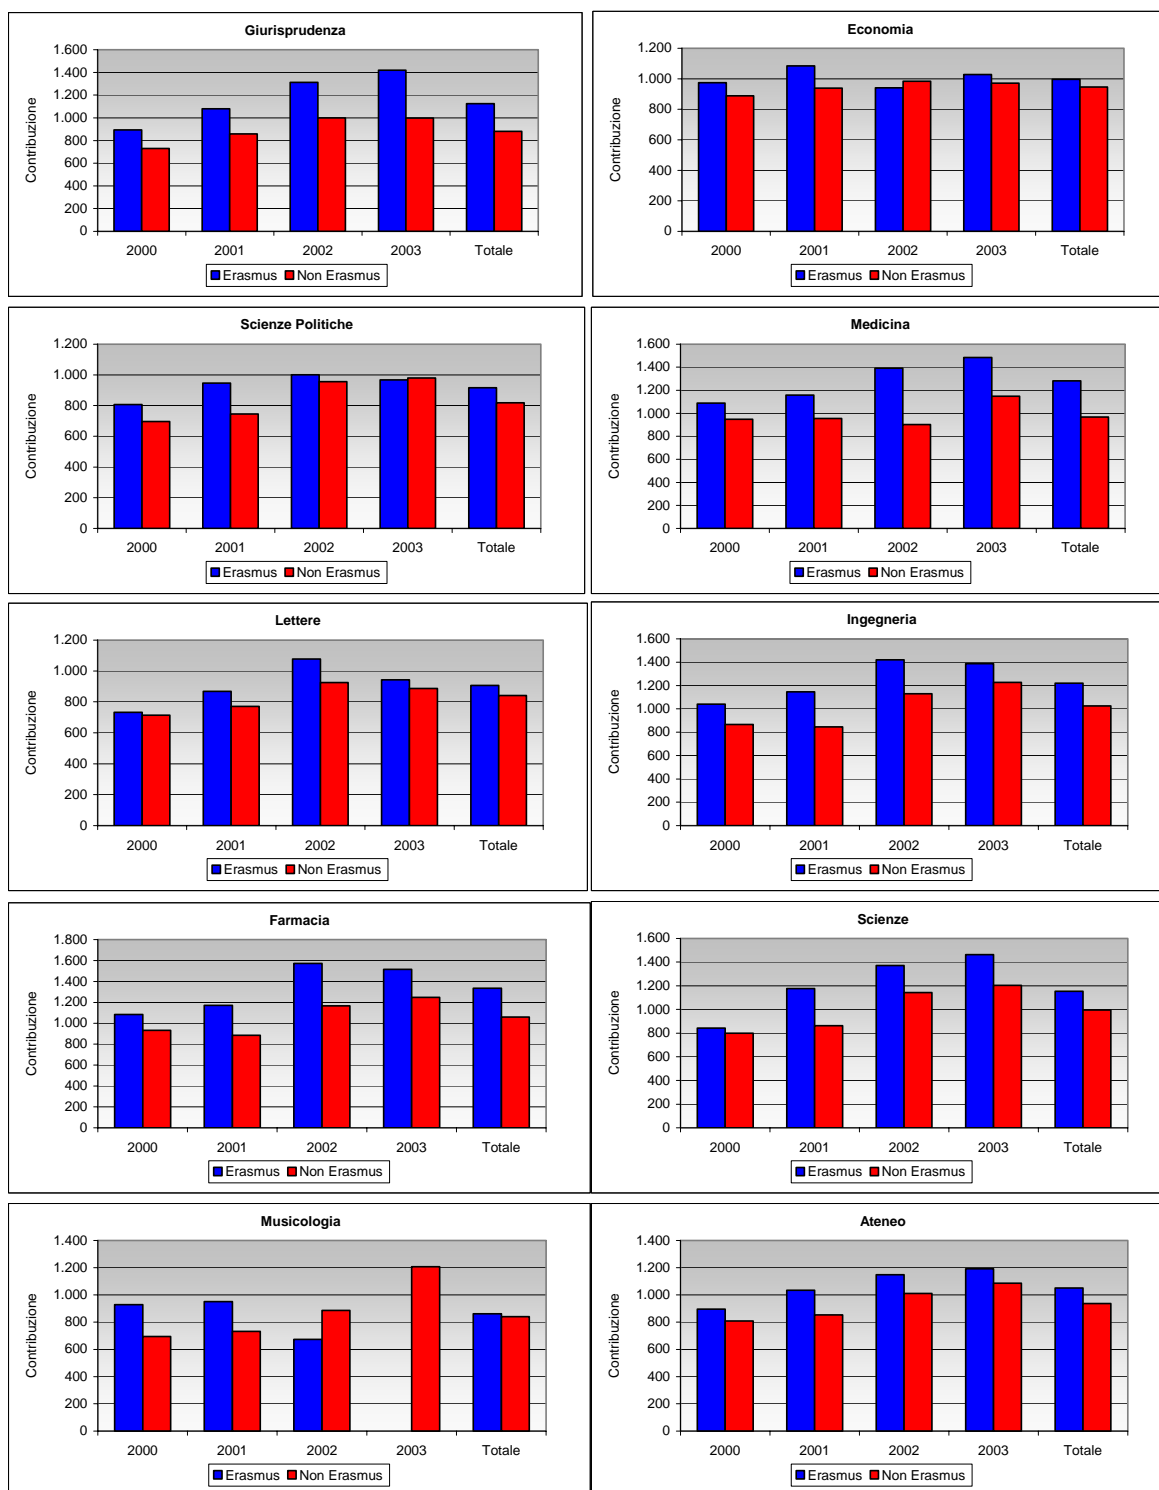 Giurisprudenza
Contribuzione
1.600
1.400
1.200
1.000
800
600
400
200
0
2000 2001 2002 2003 Totale
Erasmus Non Erasmus
Economia
Contribuzione
1.200
1.000
800
600
400
200
0
2000 2001 2002 2003 Totale
Erasmus Non Erasmus
Scienze Politiche
Contribuzione
1.200
1.000
800
600
400
200
0
2000 2001 2002 2003 Totale
Erasmus Non Erasmus
Medicina
Contribuzione
1.600
1.400
1.200
1.000
800
600
400
200
0
2000 2001 2002 2003 Totale
Erasmus Non Erasmus
Lettere
Contribuzione
1.200
1.000
800
600
400
200
0
2000 2001 2002 2003 Totale
Erasmus Non Erasmus
Ingegneria
Contribuzione
1.600
1.400
1.200
1.000
800
600
400
200
0
2000 2001 2002 2003 Totale
Erasmus Non Erasmus
Farmacia
Contribuzione
1.800
1.600
1.400
1.200
1.000
800
600
400
200
0
2000 2001 2002 2003 Totale
Erasmus Non Erasmus
Scienze
Contribuzione
1.600
1.400
1.200
1.000
800
600
400
200
0
2000 2001 2002 2003 Totale
Erasmus Non Erasmus
Musicologia
Contribuzione
1.400
1.200
1.000
800
600
400
200
0
2000 2001 2002 2003 Totale
Erasmus Non Erasmus
Ateneo
Contribuzione
1.400
1.200
1.000
800
600
400
200
0
2000 2001 2002 2003 Totale
Erasmus Non Erasmus